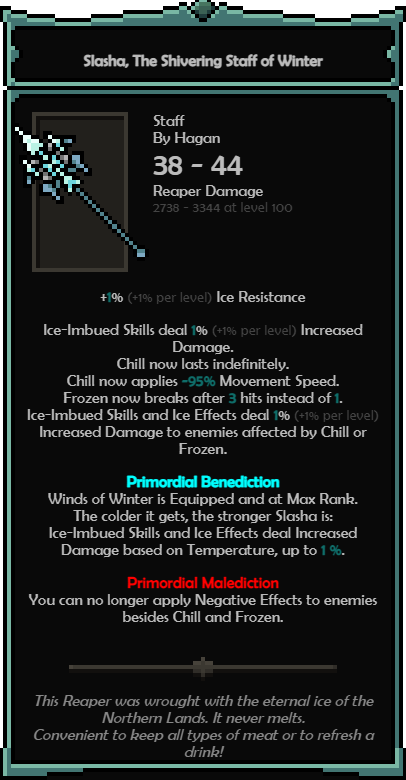 Slasha, The Shivering Staff of Winter
Staff
By Hagan
38 - 44
Reaper Damage
2738 - 3344 at level 100
+1% (+1% per level) Ice Resistance
Ice-Imbued Skills deal 1% (+1% per level) Increased
Damage.
Chill now lasts indefinitely.
Chill now applies -95% Movement Speed.
Frozen now breaks after 3 hits instead of 1.
Ice-Imbued Skills and Ice Effects deal 1% (+1% per level)
Increased Damage to enemies affected by Chill or
Frozen.
Primordial Benediction
Winds of Winter is Equipped and at Max Rank.
The colder it gets, the stronger Slasha is:
Ice-Imbued Skills and Ice Effects deal Increased
Damage based on Temperature, up to 1 %.
Primordial Malediction
You can no longer apply Negative Effects to enemies
besides Chill and Frozen.
This Reaper was wrought with the eternal ice of the
Northern Lands. It never melts.
Convenient to keep all types of meat or to refresh a
drink!